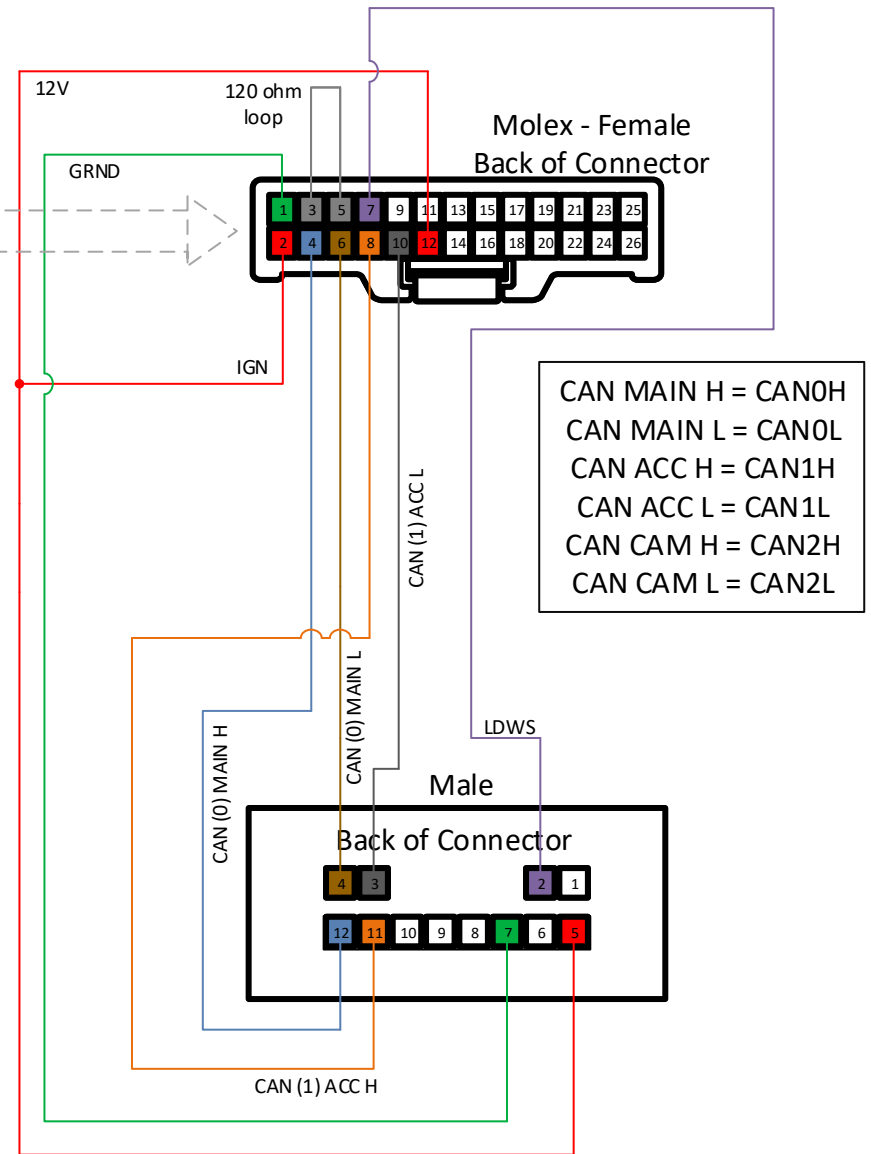 12V
120 ohm
loop
Molex - Female
Back of Connector
GRND
1 3 5 7 9 11 13 15 17 19 21 23 25
2 4 6 8 10 12 14 16 18 20 22 24 26
IGN
CAN MAIN H = CAN0H
CAN MAIN L = CAN0L
CAN ACC H = CAN1H
CAN ACC L = CAN1L
CAN CAM H = CAN2H
CAN CAM L = CAN2L
CAN (1) ACC L
CAN (0) MAIN L
CAN (0) MAIN H
LDWS
Male
Back of Connector
4 3 2 1
12 11 10 9 8 7 6 5
CAN (1) ACC H